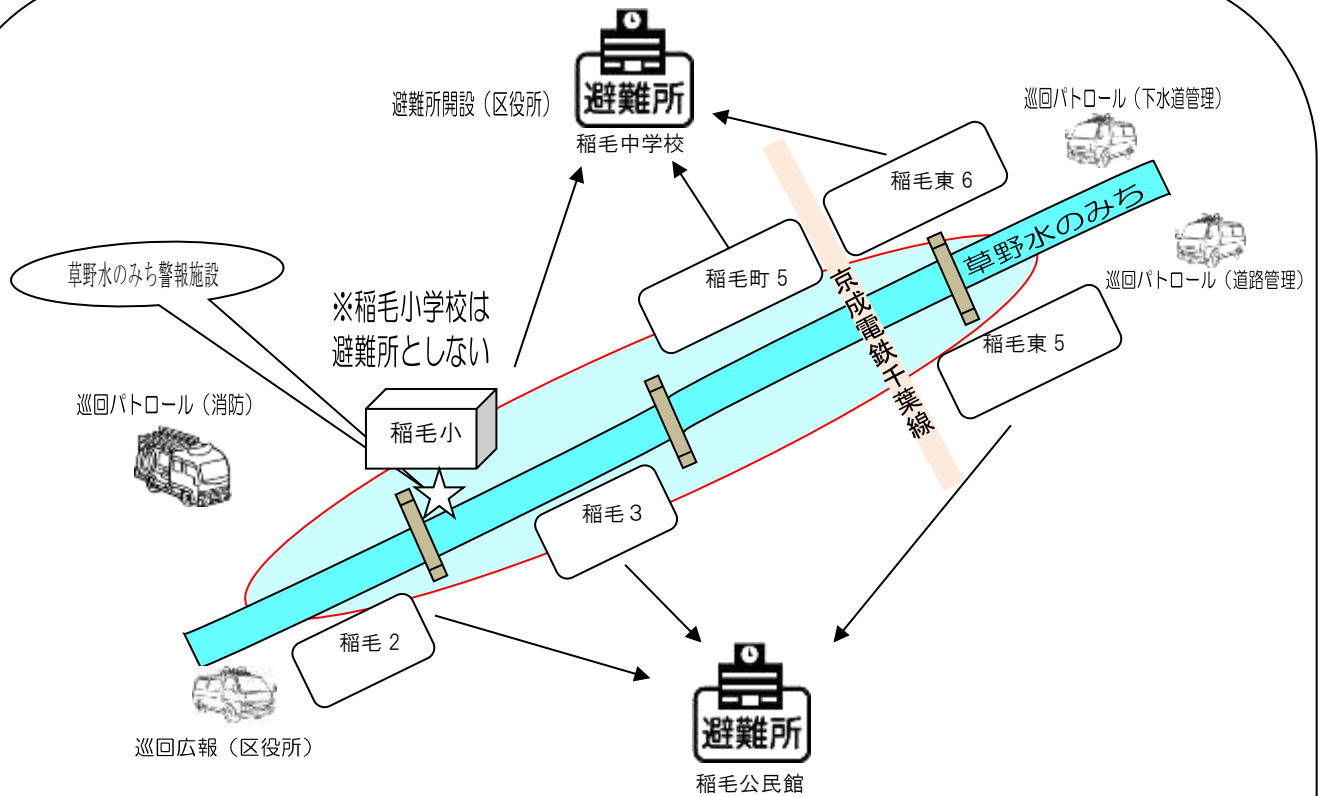 避難所
避難所開設（区役所）
稲毛中学校
巡回パトロール（下水道管理）
稲毛東 6
草野水のみち
巡回パトロール（道路管理）
草野水のみち警報施設
稲毛町 5
京成電鉄千葉線
※稲毛小学校は
避難所としない
稲毛東 5
巡回パトロール（消防）
稲毛小
稲毛３
稲毛 2
巡回広報（区役所）
避難所
稲毛公民館